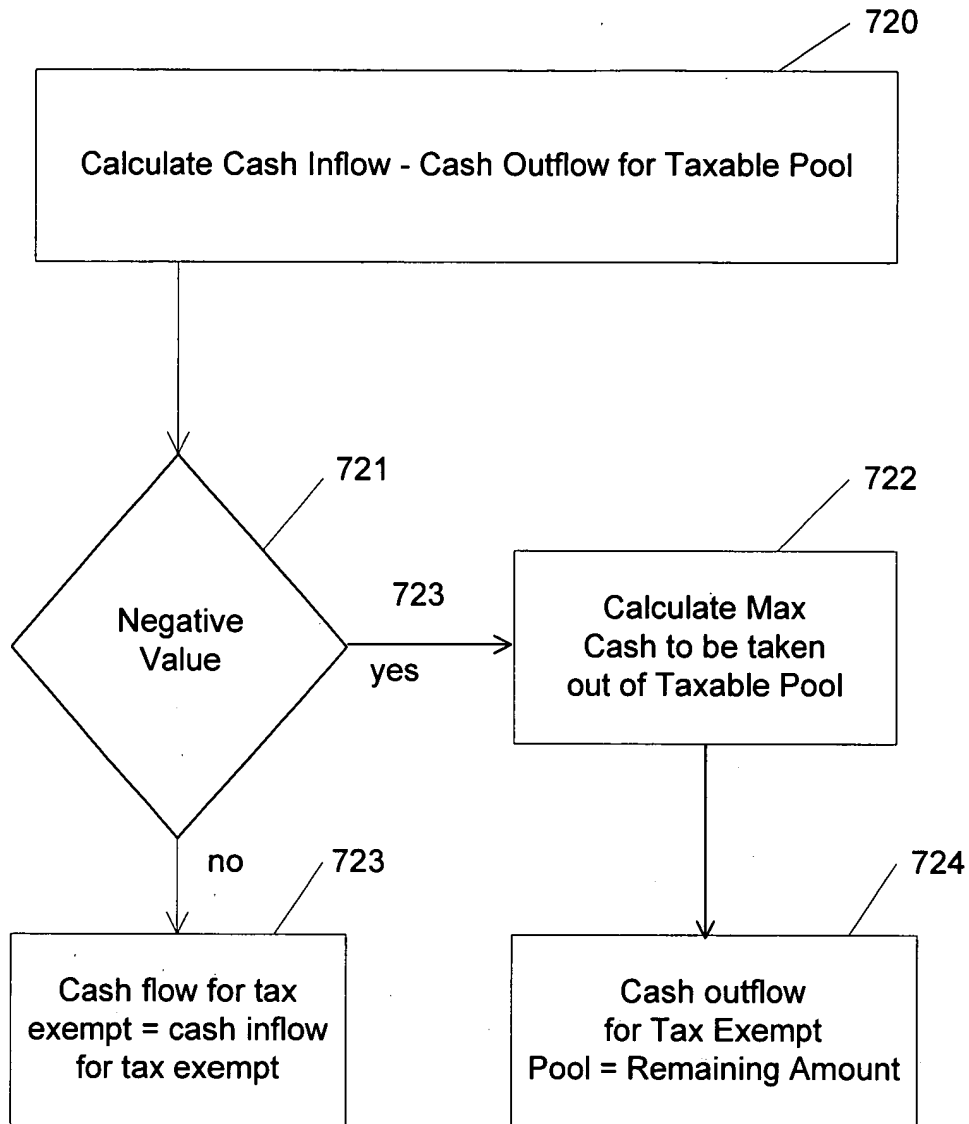 720
Calculate Cash Inflow - Cash Outflow for Taxable Pool
721
722
Negative
Value
723
yes
Calculate Max
Cash to be taken
out of Taxable Pool
no
723
724
Cash flow for tax
exempt = cash inflow
for tax exempt
Cash outflow
for Tax Exempt
Pool = Remaining Amount